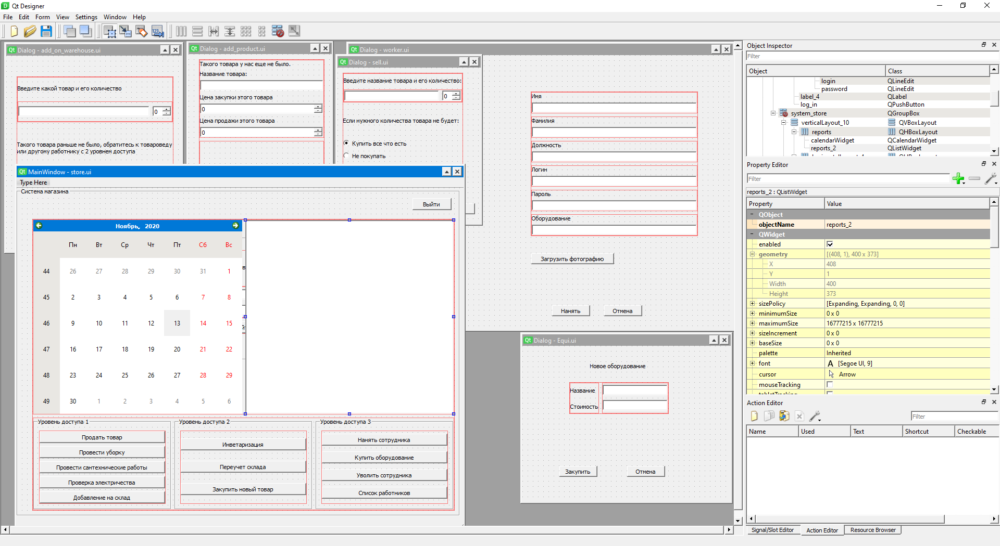 Qt Designer
File Edit Form View Settings Window Help
Dialog - add_on_warehouse.ui
Введите какой товар и его количество
0
Такого товара раньше не было, обратитесь к товароведу
или другому работнику с 2 уровнем доступа
Dialog - add_product.ui
Такого товара у нас еще не было.
Название товара:
Цена закупки этого товара
0
Цена продажи этого товара
0
Dialog - sell.ui
Введите название товара и его количество:
0
Если нужного количества товара не будет:
Купить все что есть
Не покупать
Dialog - worker.ui
Имя
Фамилия
Должность
Логин
Пароль
Оборудование
Загрузить фотографию
Нанять Отмена
MainWindow - store.ui
Type Here
Система магазина
Выйти
Ноябрь, 2020
Пн Вт Ср Чт Пт Сб Вс
44 26 27 28 29 30 31 1
45 2 3 4 5 6 7 8
46 9 10 11 12 13 14 15
47 16 17 18 19 20 21 22
48 23 24 25 26 27 28 29
49 30 1 2 3 4 5 6
Уровень доступа 1
Продать товар
Провести уборку
Провести сантехнические работы
Проверка электричества
Добавление на склад
Уровень доступа 2
Инветаризация
Переучет склада
Закупить новый товар
Уровень доступа 3
Нанять сотрудника
Купить оборудование
Уволить сотрудника
Список работников
Dialog - Equi.ui
Новое оборудование
Название
Стоимость
Закупить Отмена
Object Inspector
Filter
Object Class
login QLineEdit
password QLineEdit
label_4 QLabel
log_in QPushButton
system_store QGroupBox
verticalLayout_10 QVBoxLayout
reports QHBoxLayout
calendarWidget QCalendarWidget
reports_2 QListWidget
Property Editor
Filter
reports_2 : QListWidget
Property Value
QObject
objectName reports_2
QWidget
enabled
geometry [(408, 1), 400 x 373]
X 408
Y 1
Width 400
Height 373
sizePolicy [Expanding, Expanding, 0, 0]
minimumSize 0 x 0
maximumSize 16777215 x 16777215
sizeIncrement 0 x 0
baseSize 0 x 0
palette Inherited
font A [Segoe UI, 9]
cursor Arrow
mouseTracking
Action Editor
Filter
Name Used Text Shortcut Checkable
Signal/Slot Editor Action Editor Resource Browser